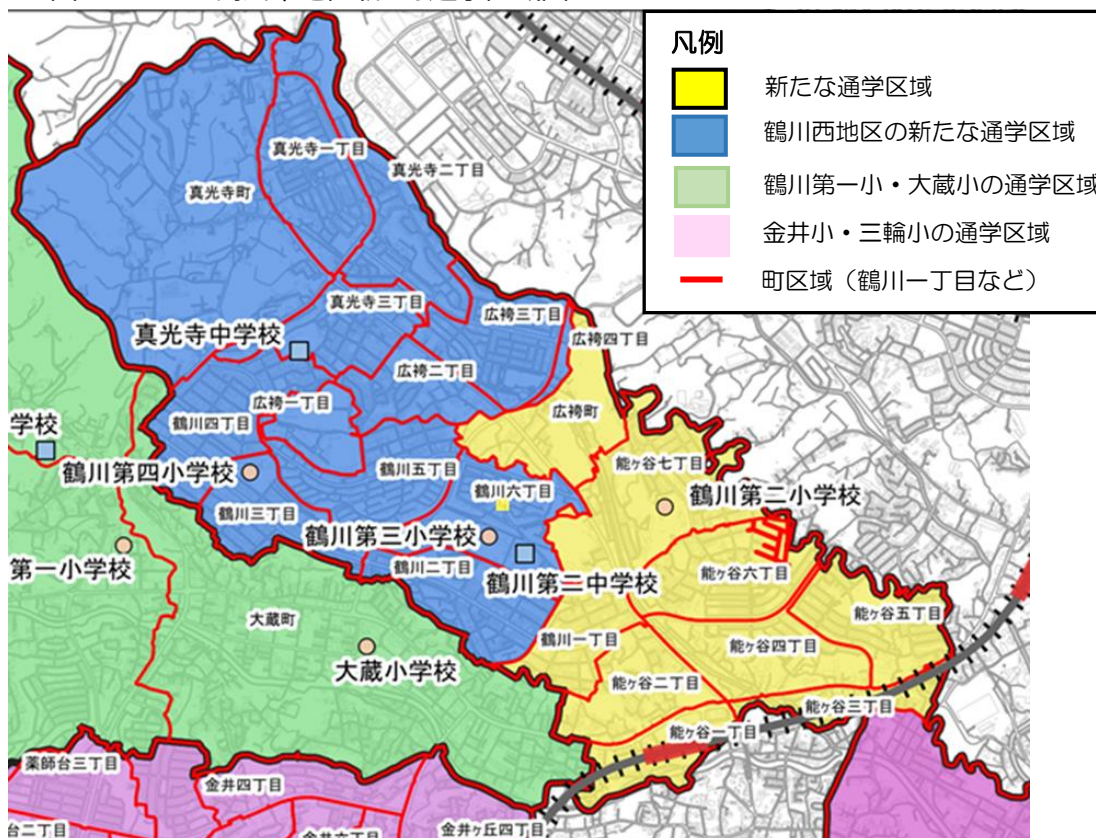 凡例
新たな通学区域
鶴川西地区の新たな通学区域
鶴川第一小・大蔵小の通学区域
金井小・三輪小の通学区域
町区域（鶴川一丁目など）
真光寺一丁目
真光寺二丁目
真光寺町
真光寺三丁目
広袴三丁目
真光寺中学校
広袴四丁目
広袴二丁目
広袴一丁目
広袴町
鶴川四丁目
学校
鶴川第四小学校
鶴川五丁目
能ヶ谷七丁目
鶴川六丁目
鶴川第二小学校
鶴川三丁目
鶴川第三小学校
第一小学校
鶴川二丁目
鶴川第二中学校
能ヶ谷六丁目
大蔵町
能ヶ谷五丁目
鶴川一丁目
能ヶ谷四丁目
大蔵小学校
能ヶ谷二丁目
能ヶ谷三丁目
能ヶ谷一丁目
薬師台三丁目
金井四丁目
台二丁目
金井六丁目
金井ヶ丘四丁目